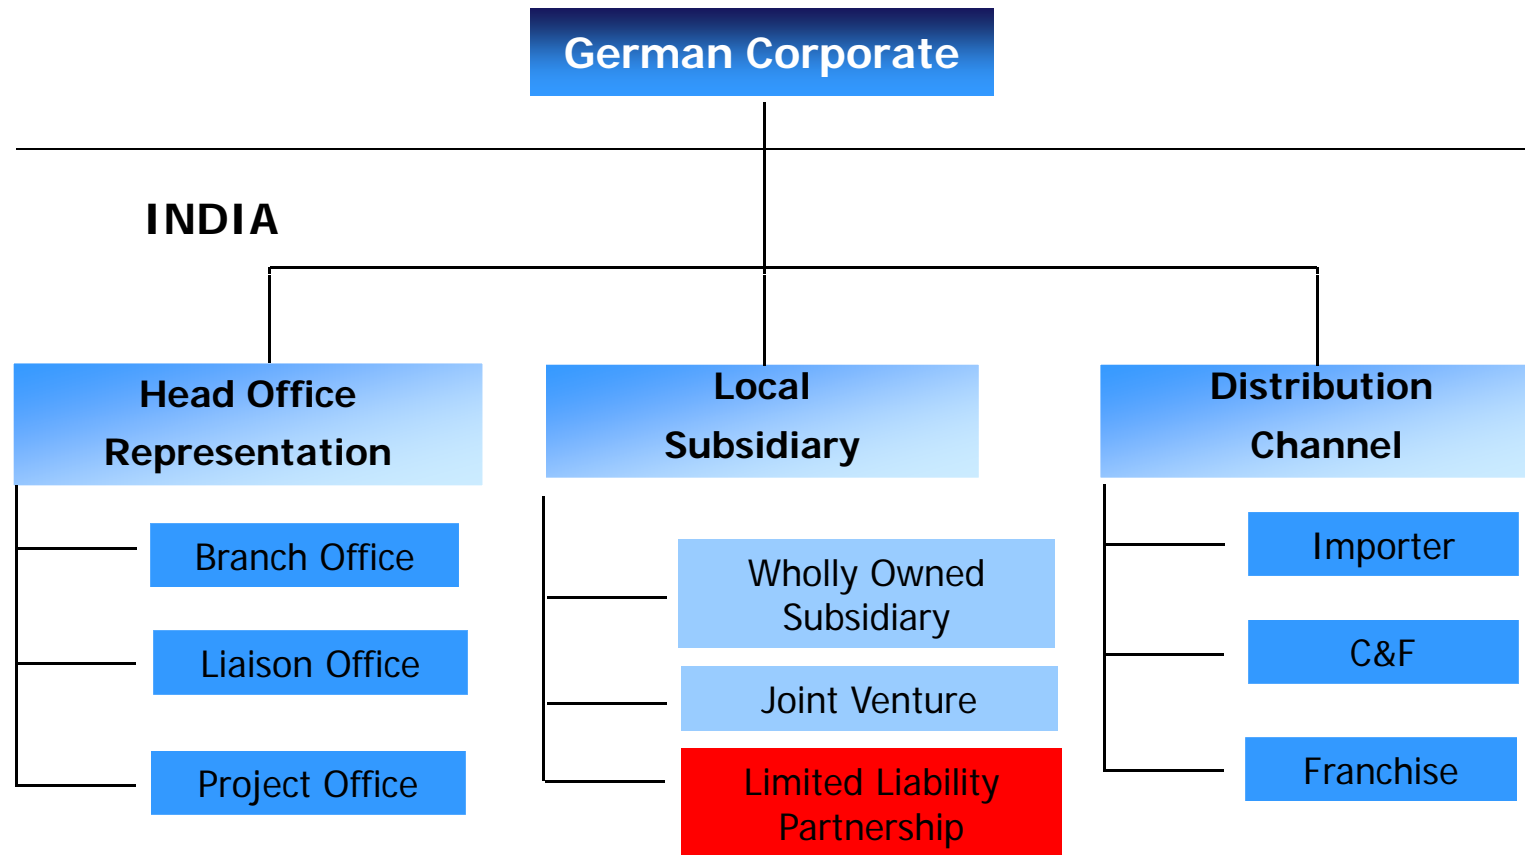 German Corporate
INDIA
Head Office
Representation
Branch Office
Liaison Office
Project Office
Local
Subsidiary
Wholly Owned
Subsidiary
Joint Venture
Limited Liability
Partnership
Distribution
Channel
Importer
C&F
Franchise